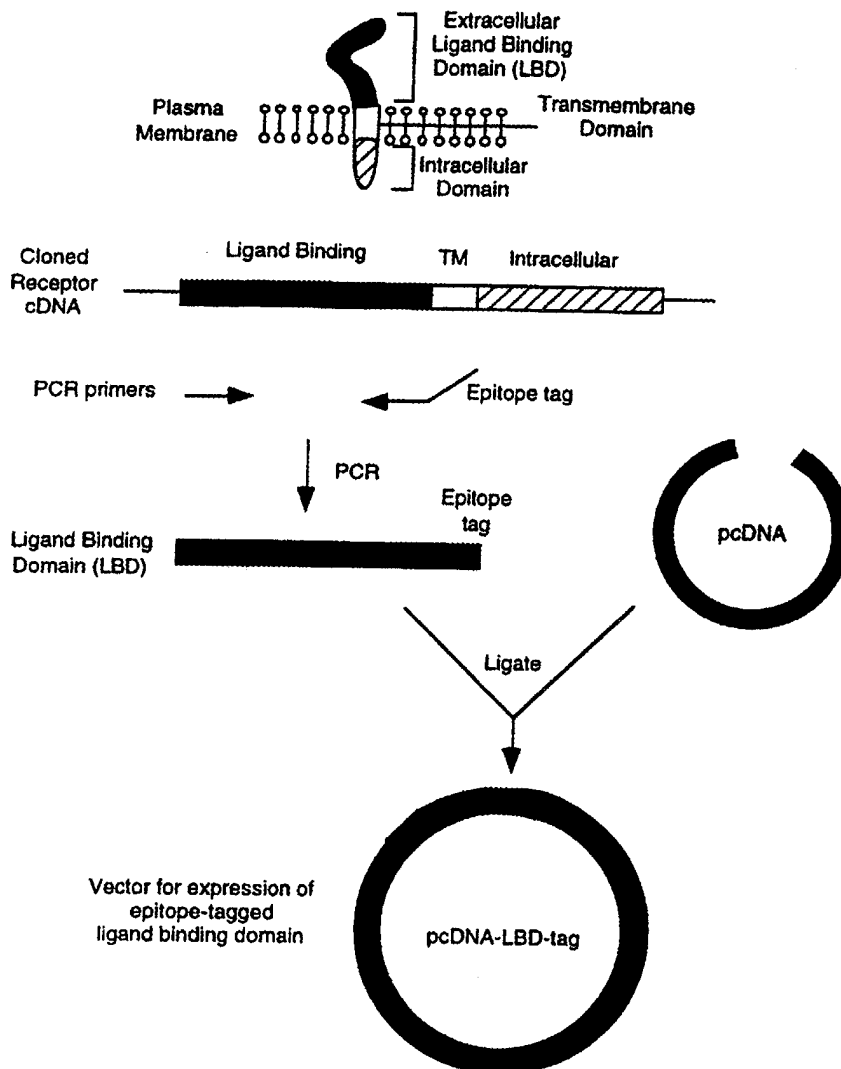 Extracellular
Ligand Binding
Domain (LBD)
Plasma
Membrane
Transmembrane
Domain
Intracellular
Domain
Cloned
Receptor
cDNA
Ligand Binding
TM
Intracellular
PCR primers
Epitope tag
PCR
Epitope
tag
Ligand Binding
Domain (LBD)
pcDNA
Ligate
Vector for expression of
epitope-tagged
ligand binding domain
pcDNA-LBD-tag